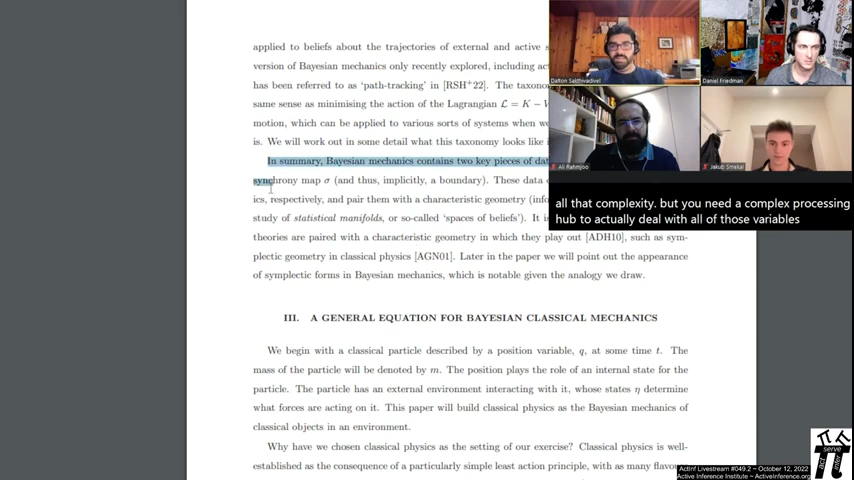 applied to beliefs about the trajectories of external and active s
version of Bayesian mechanics only recently explored, including act
has been referred to as ‘path-tracking’ in [RSH+22]. The taxonom
same sense as minimising the action of the Lagrangian ℒ = K − V
motion, which can be applied to various sorts of systems when we
is. We will work out in some detail what this taxonomy looks like i
In summary, Bayesian mechanics contains two key pieces of dat
synchrony map σ (and thus, implicitly, a boundary). These data
ics, respectively, and pair them with a characteristic geometry (info
study of statistical manifolds, or so-called ‘spaces of beliefs’). It is
theories are paired with a characteristic geometry in which they play out [ADH10], such as sym-
plectic geometry in classical physics [AGN01]. Later in the paper we will point out the appearance
of symplectic forms in Bayesian mechanics, which is notable given the analogy we draw.
III. A GENERAL EQUATION FOR BAYESIAN CLASSICAL MECHANICS
We begin with a classical particle described by a position variable, q, at some time t. The
mass of the particle will be denoted by m. The position plays the role of an internal state for the
particle. The particle has an external environment interacting with it, whose states η determine
what forces are acting on it. This paper will build classical physics as the Bayesian mechanics of
classical objects in an environment.
Why have we chosen classical physics as the setting of our exercise? Classical physics is well-
established as the consequence of a particularly simple least action principle, with as many flavou
Dalton Sakthivadivel
Daniel Friedman
Ali Rahmjoo
Jakub Smékal
all that complexity. but you need a complex processing
hub to actually deal with all of those variables
act
serve
infer
ActInf Livestream #049.2 ~ October 12, 2022
Active Inference Institute ~ ActiveInference.org